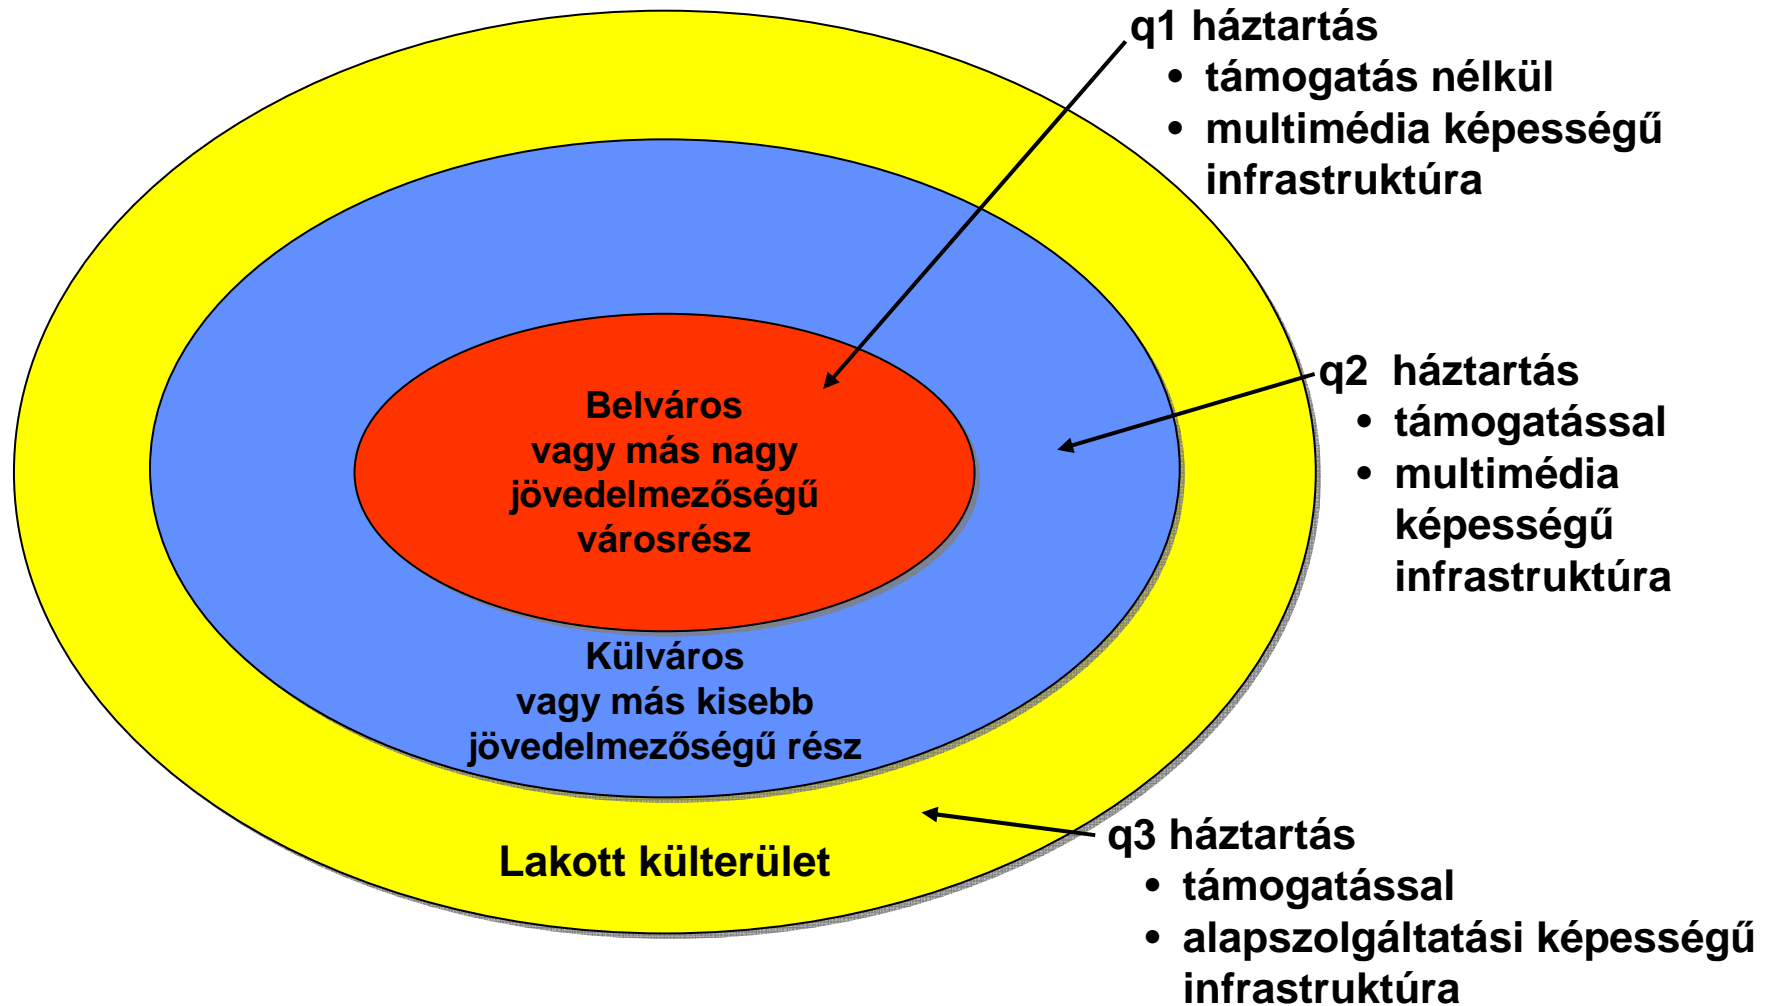 q1 háztartás
• támogatás nélkül
• multimédia képességű
infrastruktúra
Belváros
vagy más nagy
jövedelmezőségű
városrész
q2 háztartás
• támogatással
• multimédia
képességű
infrastruktúra
Külváros
vagy más kisebb
jövedelmezőségű rész
Lakott külterület
q3 háztartás
• támogatással
• alapszolgáltatási képességű
infrastruktúra